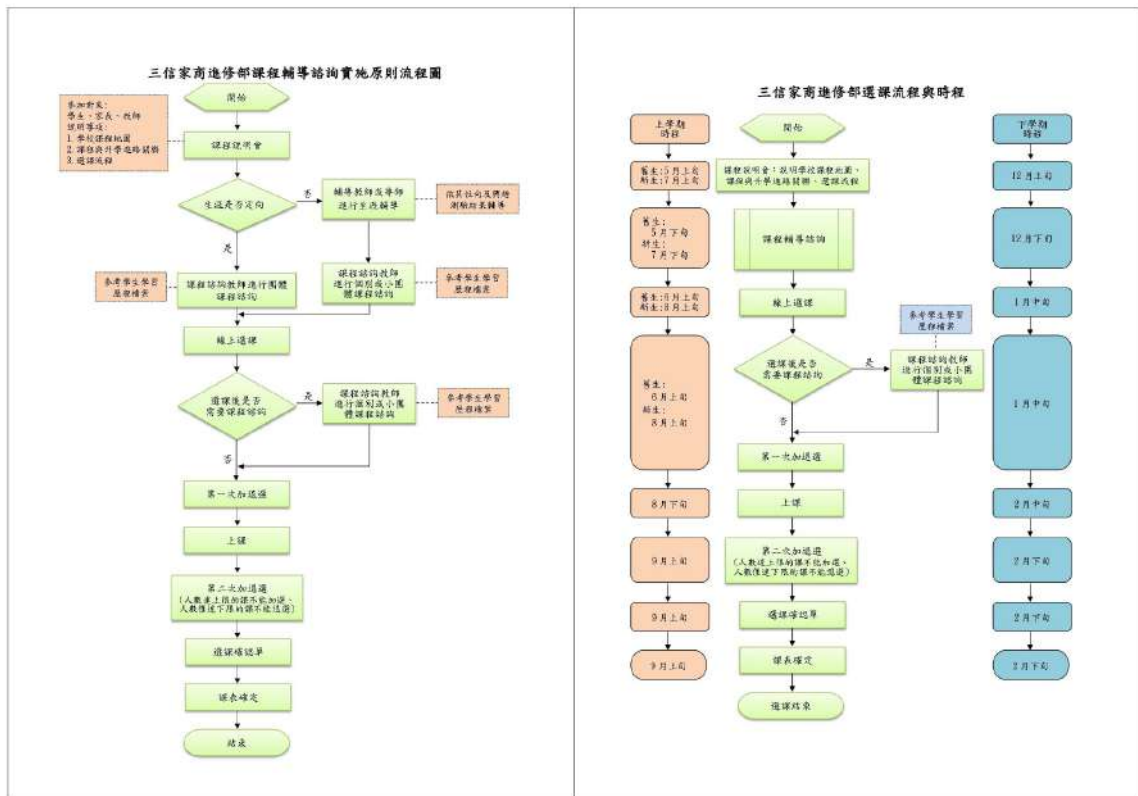 三信家商進修部課程輔導諮詢實施原則流程圖
開始
參加對象:
學生、家長、教師
說明事項:
1. 學校課程地圖
2. 課程與升學進路關聯
3. 選課流程
課程說明會
生涯是否定向
否
輔導教師或導師
進行生涯輔導
依其性向及興趣
測驗結果輔導
是
參考學生學習
歷程檔案
課程諮詢教師進行團體
課程諮詢
課程諮詢教師
進行個別或小團
體課程諮詢
參考學生學習
歷程檔案
線上選課
選課後是否
需要課程諮詢
是
課程諮詢教師
進行個別或小團
體課程諮詢
參考學生學習
歷程檔案
否
第一次加退選
上課
第二次加退選
(人數達上限的課不能加選、
人數僅達下限的課不能退選)
選課確認單
課表確定
結束
三信家商進修部選課流程與時程
上學期
時程
開始
下學期
時程
舊生:5月上旬
新生:7月上旬
課程說明會:說明學校課程地圖、
課程與升學進路關聯、選課流程
12月上旬
舊生:
5月下旬
新生:
7月下旬
課程輔導諮詢
12月下旬
舊生:6月上旬
新生:8月上旬
線上選課
1月中旬
參考學生學習
歷程檔案
選課後是否
需要課程諮詢
是
課程諮詢教師
進行個別或小團
體課程諮詢
舊生:
6月上旬
新生:
8月上旬
1月中旬
否
第一次加退選
8月下旬
上課
2月中旬
9月上旬
第二次加退選
(人數達上限的課不能加選、
人數僅達下限的課不能退選)
2月下旬
9月上旬
選課確認單
2月下旬
9月上旬
課表確定
2月下旬
選課結束